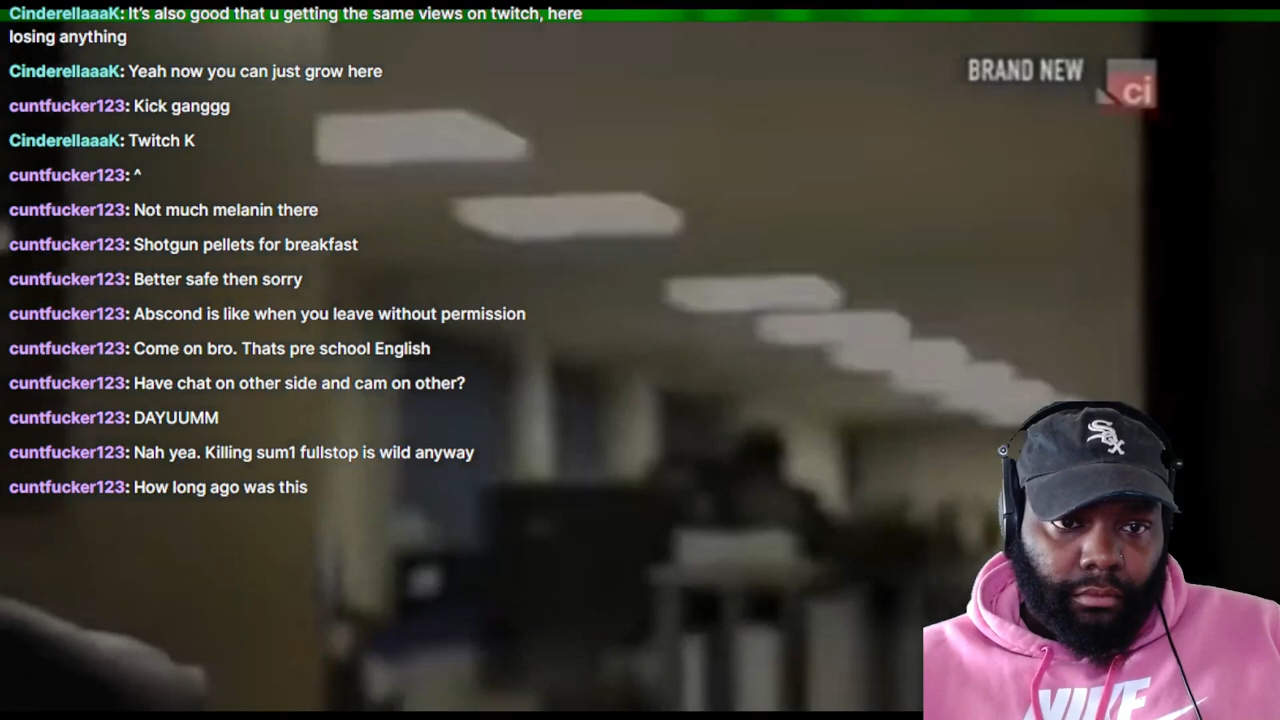 CinderellaaaK: It's also good that u getting the same views on twitch, here
losing anything
CinderellaaaK: Yeah now you can just grow here
cuntfucker123: Kick ganggg
CinderellaaaK: Twitch K
cuntfucker123: ^
cuntfucker123: Not much melanin there
cuntfucker123: Shotgun pellets for breakfast
cuntfucker123: Better safe then sorry
cuntfucker123: Abscond is like when you leave without permission
cuntfucker123: Come on bro. Thats pre school English
cuntfucker123: Have chat on other side and cam on other?
cuntfucker123: DAYUUMM
cuntfucker123: Nah yea. Killing sum1 fullstop is wild anyway
cuntfucker123: How long ago was this
BRAND NEW
ci
Sox
NIKE